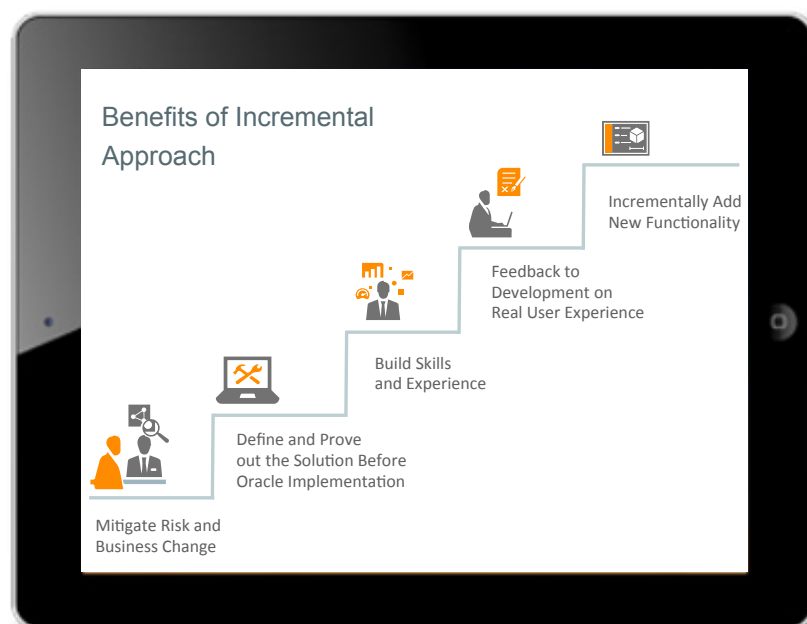 Benefits of Incremental
Approach
Incrementally Add
New Functionality
Feedback to
Development on
Real User Experience
Build Skills
and Experience
Define and Prove
out the Solution Before
Oracle Implementation
Mitigate Risk and
Business Change